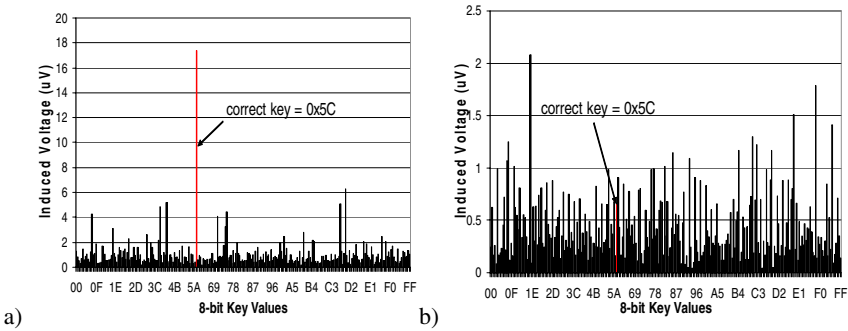 a)
Induced Voltage (uV)
20
18
16
14
12
10
8
6
4
2
0
correct key = 0x5C
00 0F 1E 2D 3C 4B 5A 69 78 87 96 A5 B4 C3 D2 E1 F0 FF
8-bit Key Values
b)
Induced Voltage (uV)
2.5
2
1.5
1
0.5
0
correct key = 0x5C
00 0F 1E 2D 3C 4B 5A 69 78 87 96 A5 B4 C3 D2 E1 F0 FF
8-bit Key Values